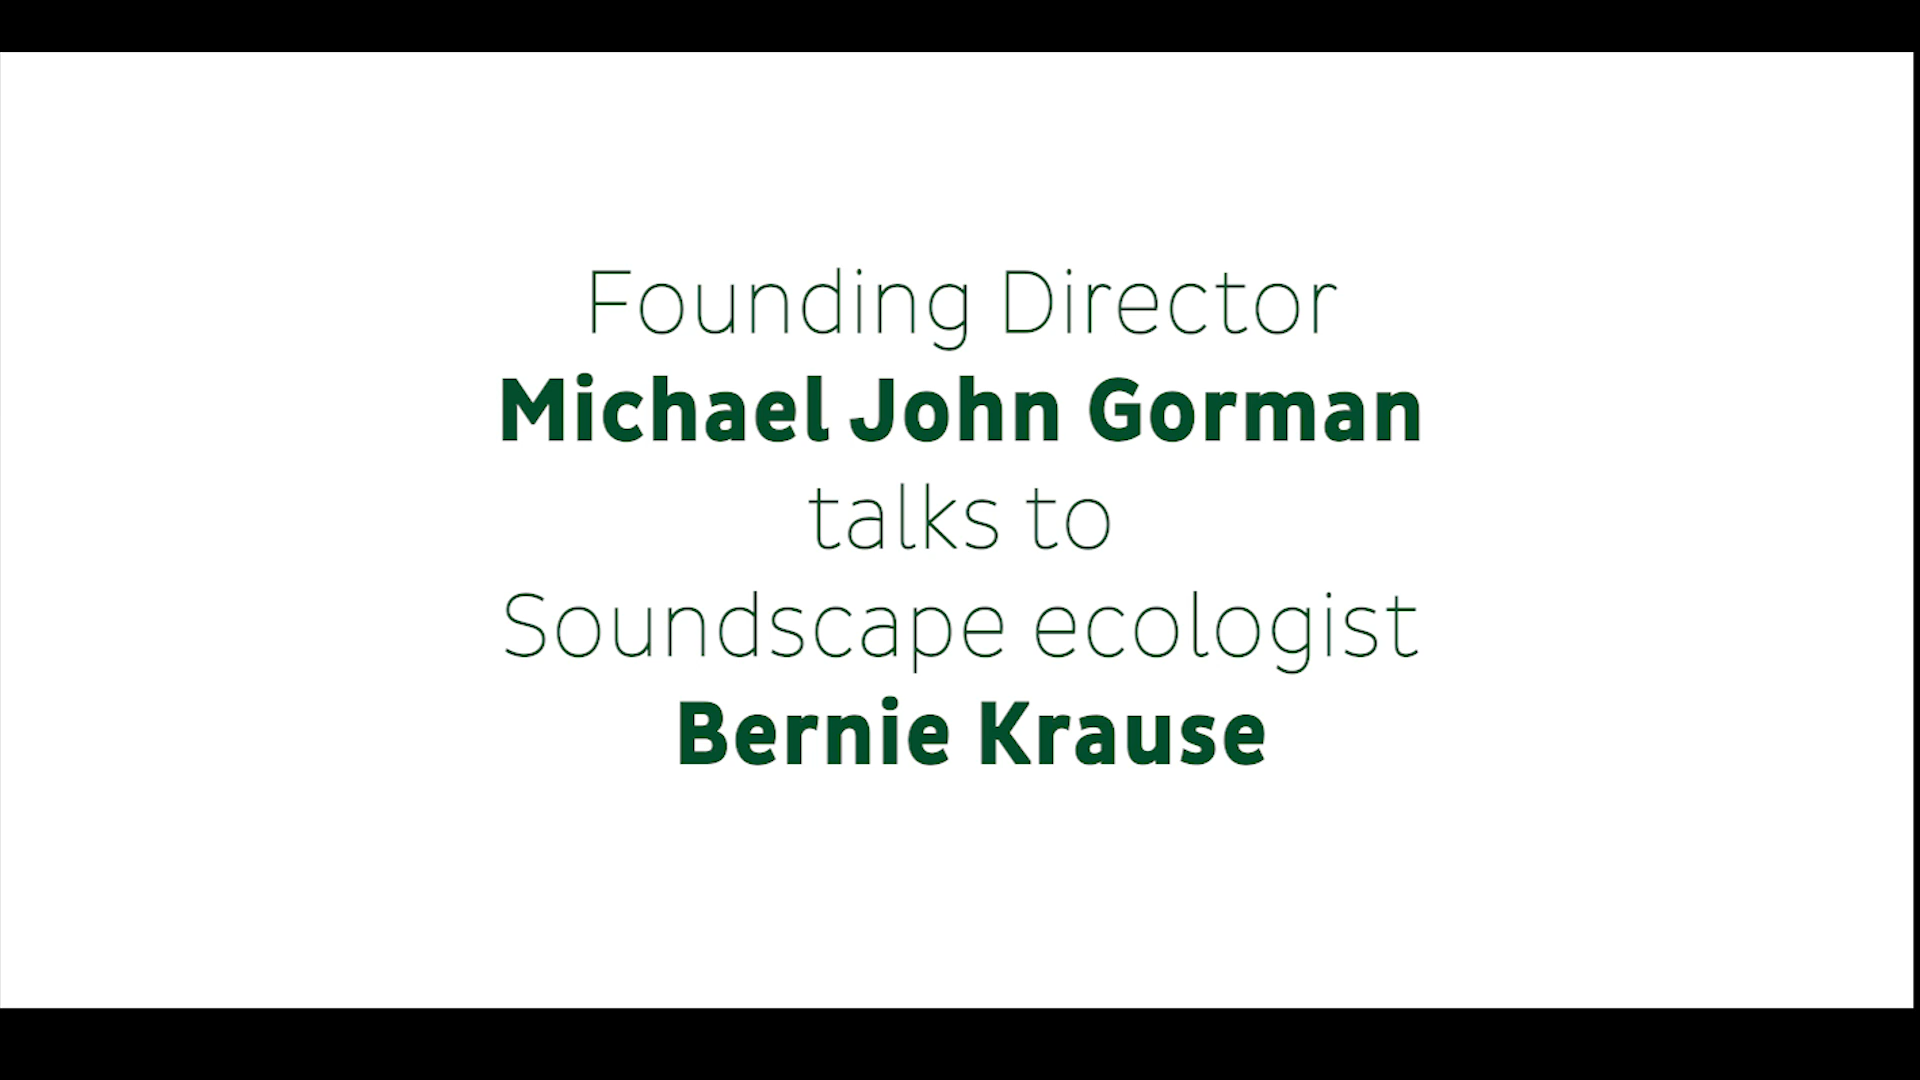 Founding Director
Michael John Gorman
talks to
Soundscape ecologist
Bernie Krause